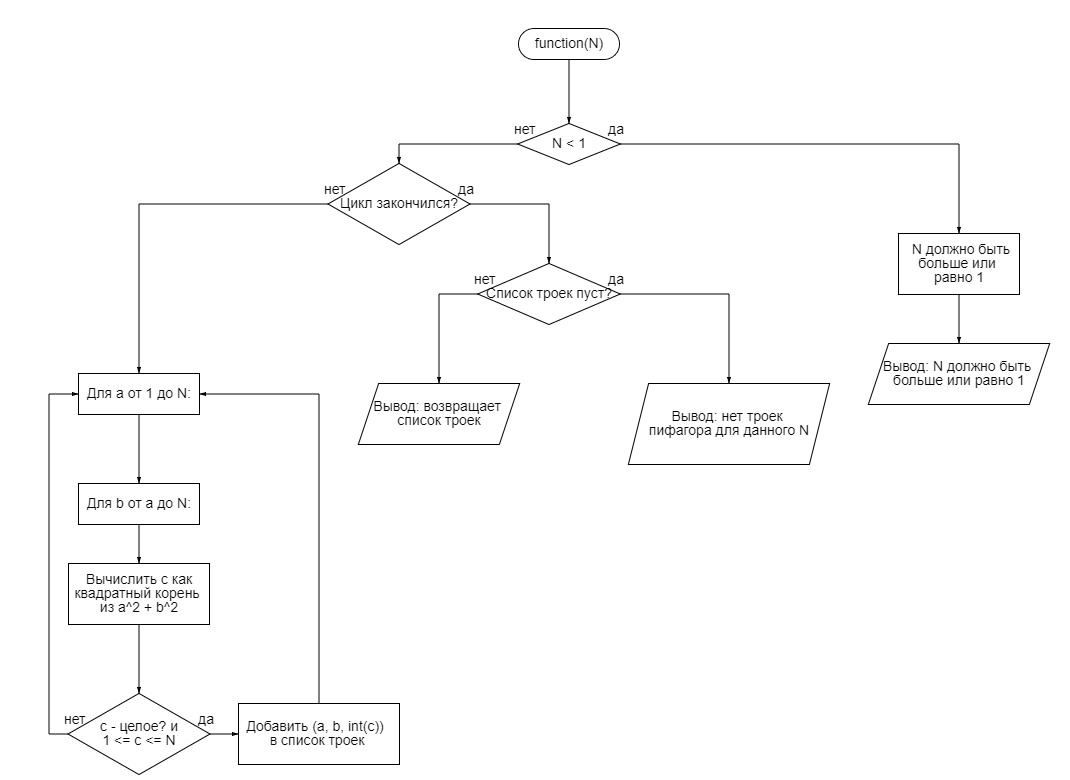 function(N)
нет
да
N < 1
нет
да
Цикл закончился?
N должно быть
больше или
равно 1
нет
да
Список троек пуст?
Вывод: N должно быть
больше или равно 1
Для a от 1 до N:
Вывод: возвращает
список троек
Вывод: нет троек
пифагора для данного N
Для b от a до N:
Вычислить c как
квадратный корень
из a^2 + b^2
нет
да
c - целое? и
1 <= c <= N
Добавить (a, b, int(c))
в список троек